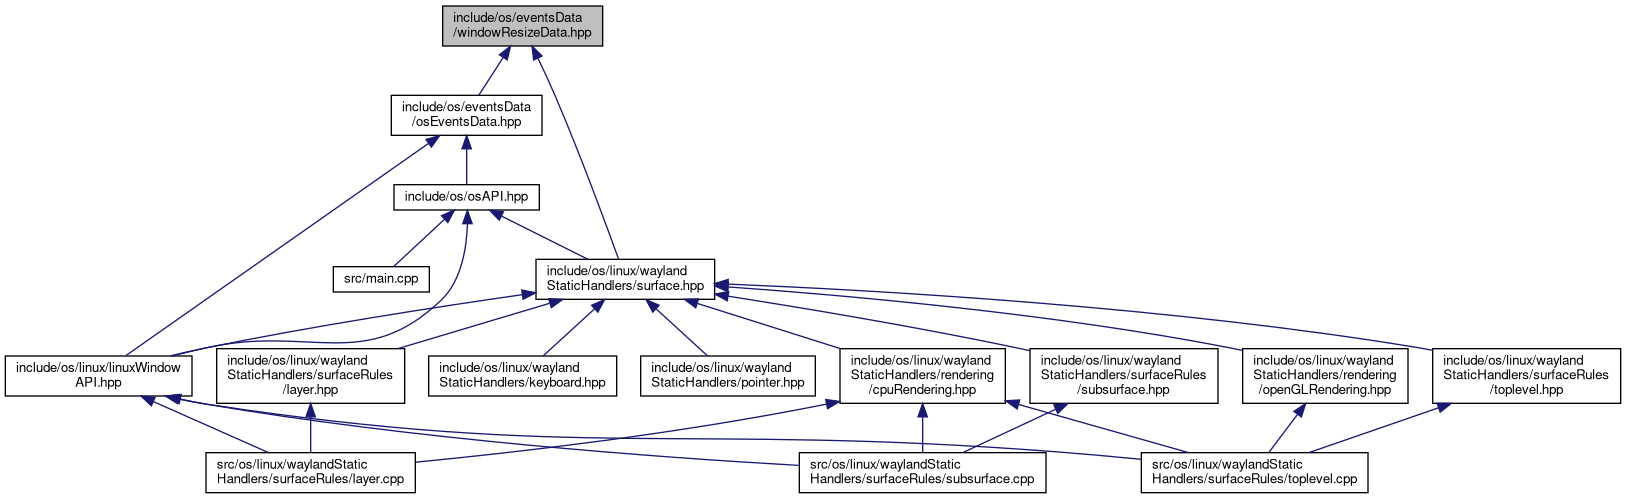 include/os/eventsData
/windowResizeData.hpp
include/os/eventsData
/osEventsData.hpp
include/os/osAPI.hpp
src/main.cpp
include/os/linux/wayland
StaticHandlers/surface.hpp
include/os/linux/linuxWindow
API.hpp
include/os/linux/wayland
StaticHandlers/surfaceRules
/layer.hpp
include/os/linux/wayland
StaticHandlers/keyboard.hpp
include/os/linux/wayland
StaticHandlers/pointer.hpp
include/os/linux/wayland
StaticHandlers/rendering
/cpuRendering.hpp
include/os/linux/wayland
StaticHandlers/surfaceRules
/subsurface.hpp
include/os/linux/wayland
StaticHandlers/rendering
/openGLRendering.hpp
include/os/linux/wayland
StaticHandlers/surfaceRules
/toplevel.hpp
src/os/linux/waylandStatic
Handlers/surfaceRules/layer.cpp
src/os/linux/waylandStatic
Handlers/surfaceRules/subsurface.cpp
src/os/linux/waylandStatic
Handlers/surfaceRules/toplevel.cpp